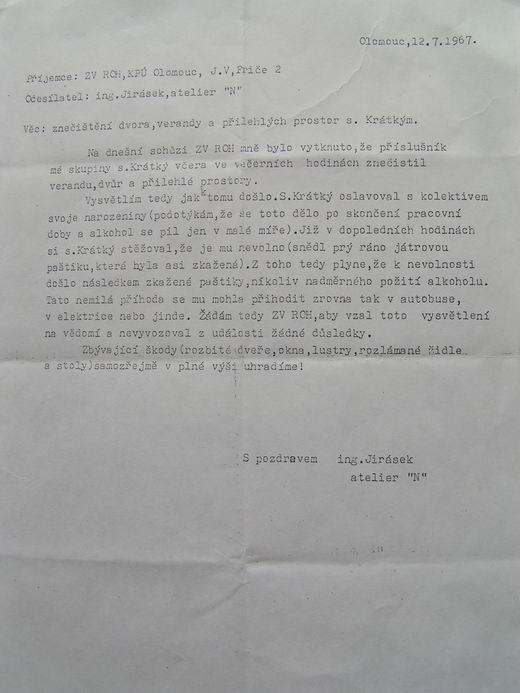 Olomouc,12.7.1967.
Příjemce: ZV ROH,KPÚ Olomouc, J.V,Friče 2
Odesílatel: ing.Jirásek,atelier "N"
Věc: znečištění dvora,verandy a přilehlých prostor s. Krátkým.
Na dnešní schůzi ZV ROH mně bylo vytknuto,že příslušník
mé skupiny s.Krátký včera ve večerních hodinách znečistil
verandu,dvůr a přilehlé prostory.
Vysvětlím tedy jak k tomu došlo.S.Krátký oslavoval s kolektivem
svoje narozeniny(podotýkám,že se toto dělo po skončení pracovní
doby a alkohol se pil jen v malé míře).Již v dopoledních hodinách
si s.Krátký stěžoval,že je mu nevolno(snědl prý ráno játrovou
paštiku,která byla asi zkažená).Z toho tedy plyne,že k nevolnosti
došlo následkem zkažené paštiky,nikoliv nadměrného požití alkoholu.
Tato nemilá příhoda se mu mohla přihodit zrovna tak v autobuse,
v elektrice nebo jinde. Žádám tedy ZV ROH,aby vzal toto vysvětlení
na vědomí a nevyvozoval z události žádné důsledky.
Zbývající škody(rozbité dveře,okna,lustry,rozlámané židle
a stoly)samozřejmě v plné výši uhradíme!
S pozdravem ing.Jirásek
atelier "N"